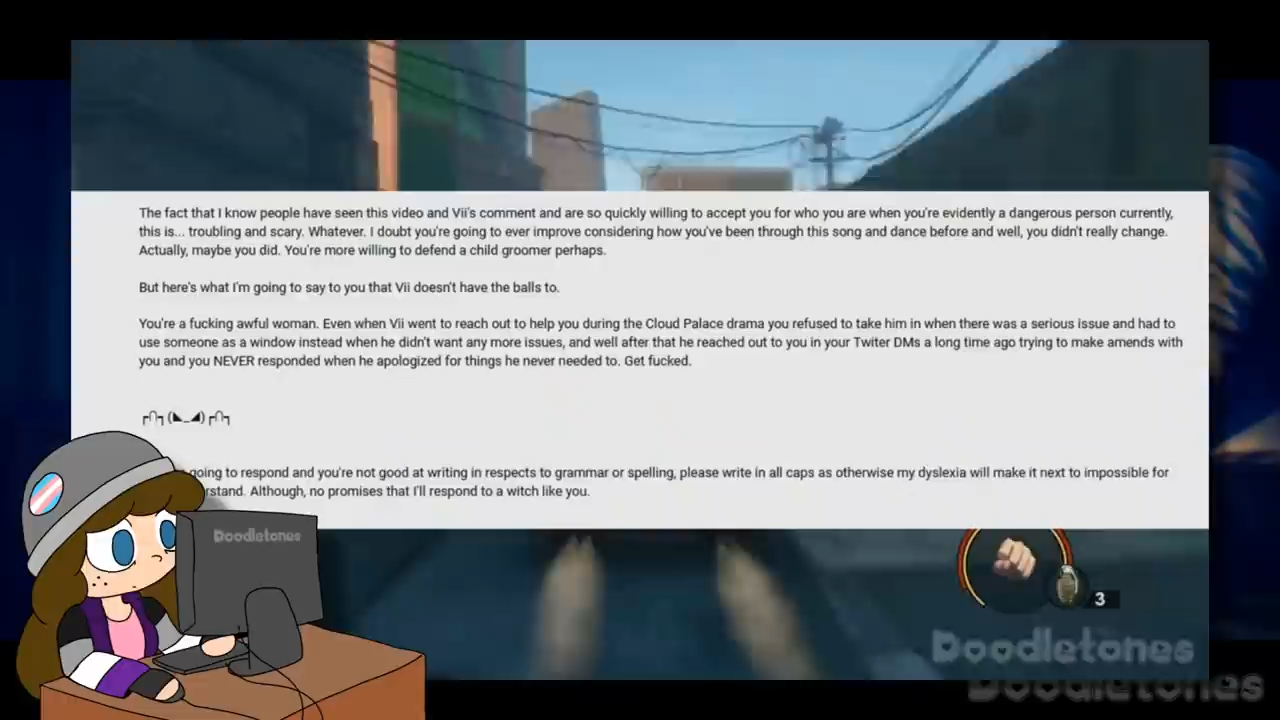 The fact that I know people have seen this video and Vii's comment and are so quickly willing to accept you for who you are when you're evidently a dangerous person currently,
this is... troubling and scary. Whatever. I doubt you're going to ever improve considering how you've been through this song and dance before and well, you didn't really change.
Actually, maybe you did. You're more willing to defend a child groomer perhaps.
But here's what I'm going to say to you that Vii doesn't have the balls to.
You're a fucking awful woman. Even when Vii went to reach out to help you during the Cloud Palace drama you refused to take him in when there was a serious issue and had to
use someone as a window instead when he didn't want any more issues, and well after that he reached out to you in your Twiter DMs a long time ago trying to make amends with
you and you NEVER responded when he apologized for things he never needed to. Get fucked.
┌∩┐(◣_◢)┌∩┐
going to respond and you're not good at writing in respects to grammar or spelling, please write in all caps as otherwise my dyslexia will make it next to impossible for
Although, no promises that I'll respond to a witch like you.
Doodletones
3
Doodletones
Doodletones